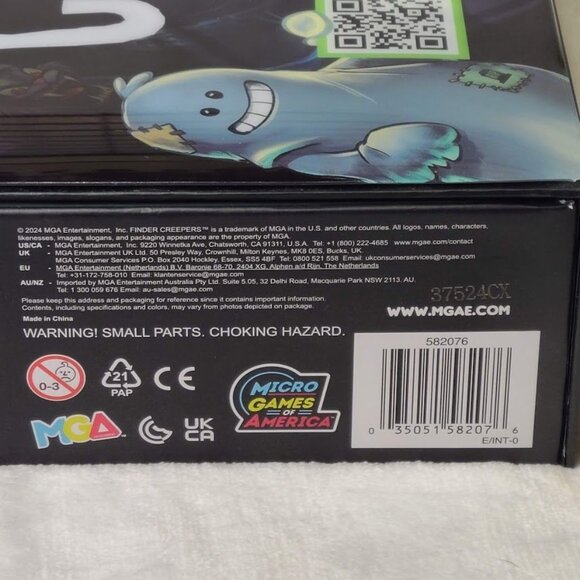 © 2024 MGA Entertainment, Inc. FINDER CREEPERS™ is a trademark of MGA in the U.S. and other countries. All logos, names, characters,
likenesses, images, slogans, and packaging appearance are the property of MGA.
US/CA - MGA Entertainment, Inc. 9220 Winnetka Ave, Chatsworth, CA 91311, U.S.A. Tel: +1 (800) 222-4685 www.mgae.com/contact
UK - MGA Entertainment UK Ltd. 50 Presley Way, Crownhill, Milton Keynes, MK8 0ES, Bucks, UK
MGA Consumer Services P.O. Box 2040 Hockley, Essex, SS5 4BF Tel: 0800 521 558 Email: ukconsumerservices@mgae.com
EU - MGA Entertainment (Netherlands) B.V. Baronie 68-70, 2404 XG, Alphen a/d Rijn, The Netherlands
Tel: +31-172-758-010 Email: klantenservice@mgae.com
AU/NZ - Imported by MGA Entertainment Australia Pty Ltd. Suite 5.05, 32 Delhi Road, Macquarie Park NSW 2113. AU.
Tel: 1 300 059 676 Email: au-sales@mgae.com
Please keep this address and packaging for reference since it contains important information.
Contents, including specifications and colors, may vary from photos depicted on package.
Made in China
37524CX
WWW.MGAE.COM
WARNING! SMALL PARTS. CHOKING HAZARD.
0-3
21
PAP
CE
MGA™
UK
CA
MICRO
GAMES
OF
AMERICA™
582076
0 35051 58207 6
E/INT-0